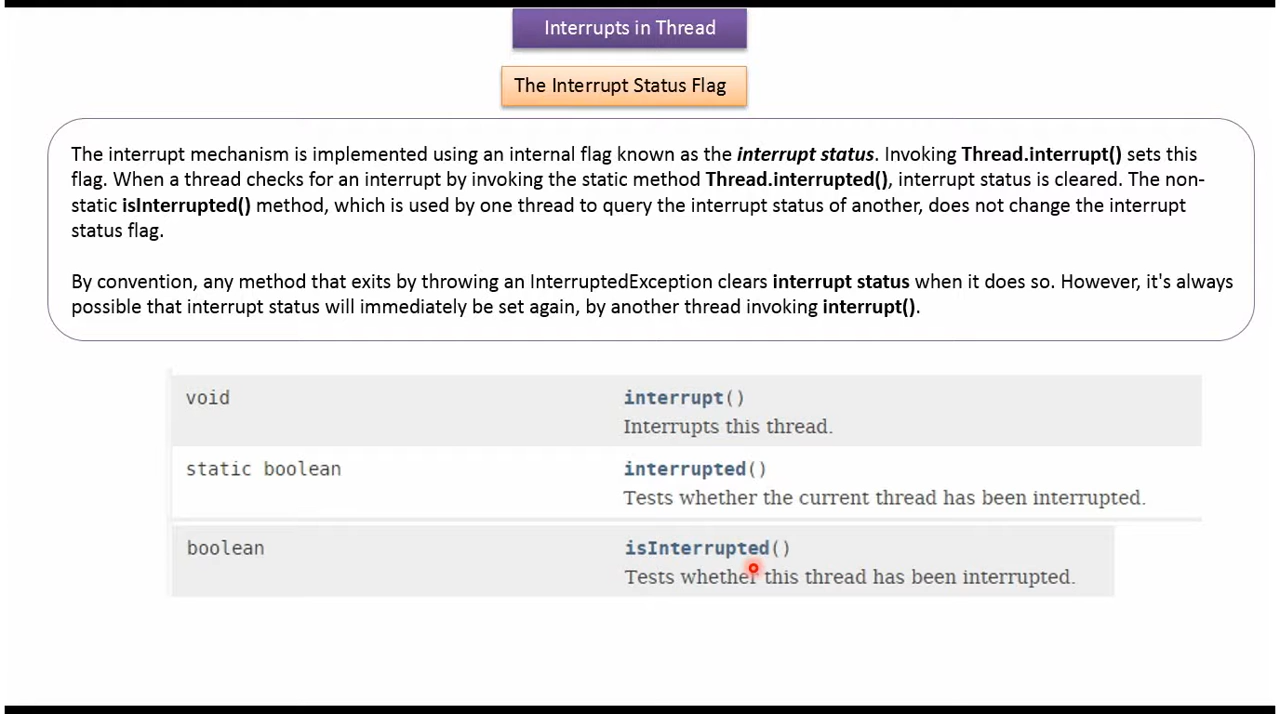 Interrupts in Thread
The Interrupt Status Flag
The interrupt mechanism is implemented using an internal flag known as the interrupt status. Invoking Thread.interrupt() sets this
flag. When a thread checks for an interrupt by invoking the static method Thread.interrupted(), interrupt status is cleared. The non-
static isInterrupted() method, which is used by one thread to query the interrupt status of another, does not change the interrupt
status flag.
By convention, any method that exits by throwing an InterruptedException clears interrupt status when it does so. However, it's always
possible that interrupt status will immediately be set again, by another thread invoking interrupt().
void interrupt()
Interrupts this thread.
static boolean interrupted()
Tests whether the current thread has been interrupted.
boolean isInterrupted()
Tests whether this thread has been interrupted.